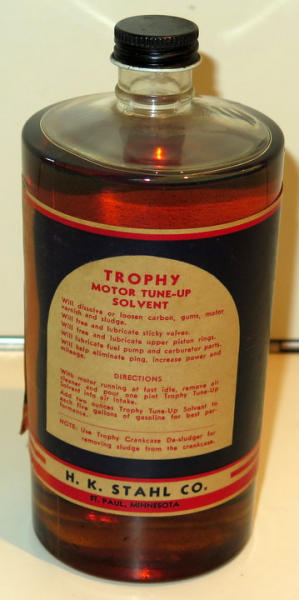 TROPHY
MOTOR TUNE-UP
SOLVENT
Will dissolve or loosen carbon, gums, motor
varnish and sludge.
Will free and lubricate sticky valves.
Will free and lubricate upper piston rings.
Will lubricate fuel pump and carburetor parts.
Will help eliminate ping, increase power and
mileage.
DIRECTIONS
With motor running at fast idle, remove air
cleaner and pour one pint Trophy Tune-Up
Solvent into air intake.
Add two ounces Trophy Tune-Up Solvent to
each five gallons of gasoline for best per-
formance.
NOTE: Use Trophy Crankcase De-sludger for
removing sludge from the crankcase.
H. K. STAHL CO.
ST. PAUL, MINNESOTA